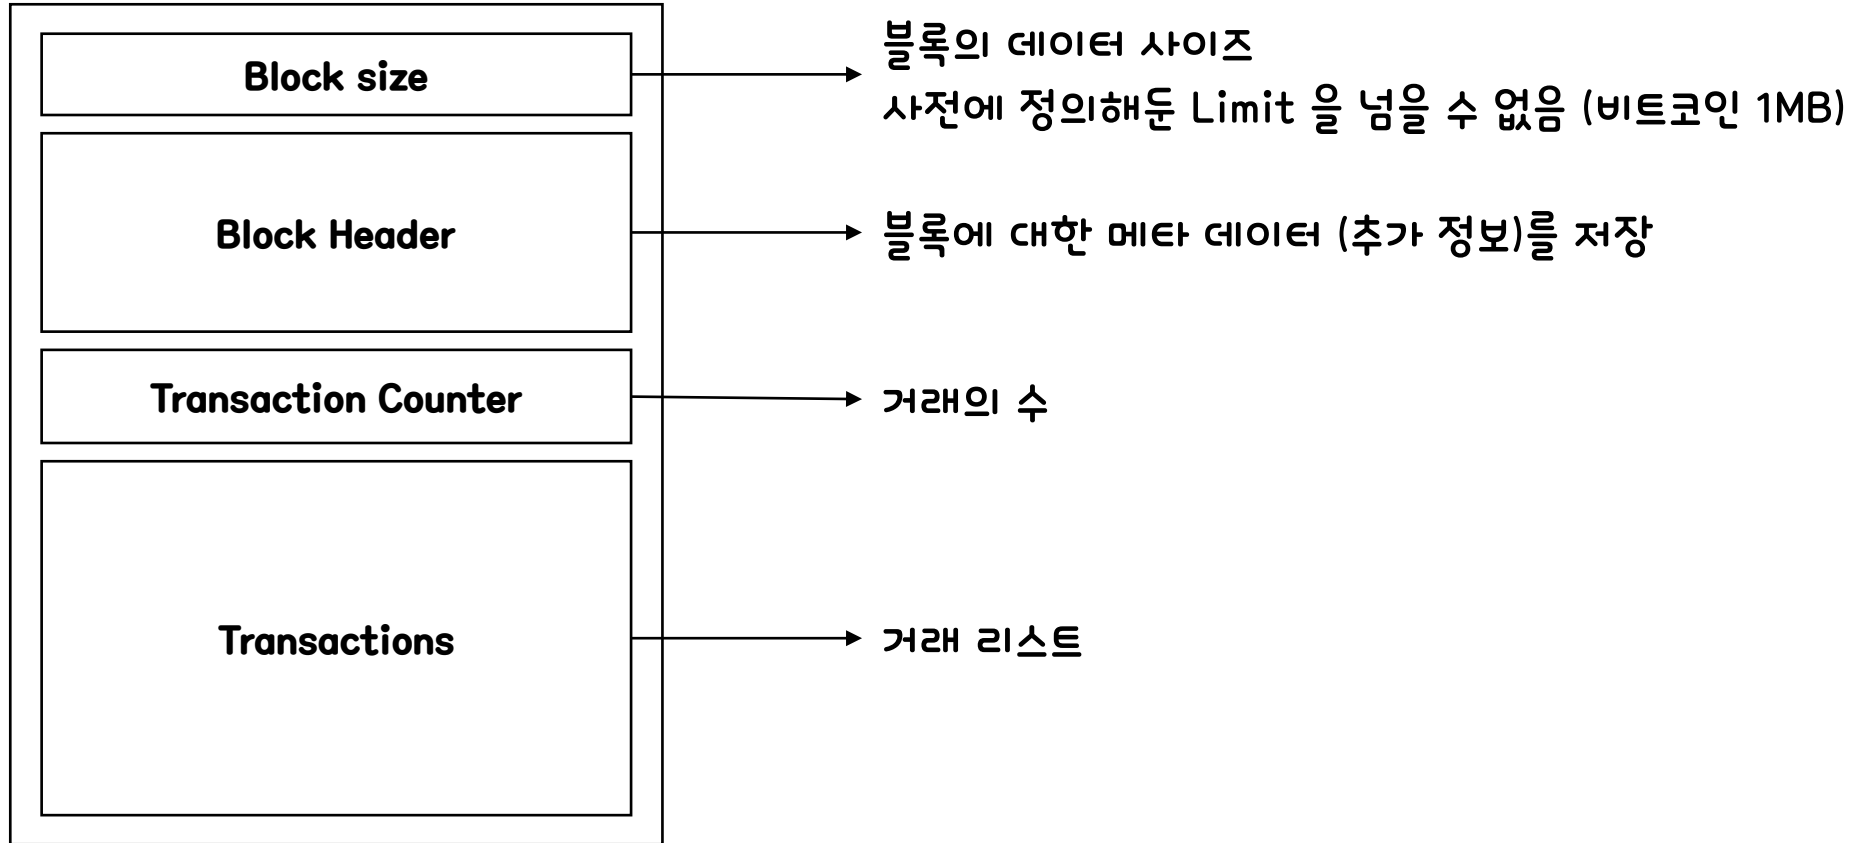 Block size
블록의 데이터 사이즈
사전에 정의해둔 Limit 을 넘을 수 없음 (비트코인 1MB)
Block Header
블록에 대한 메타 데이터 (추가 정보)를 저장
Transaction Counter
거래의 수
Transactions
거래 리스트